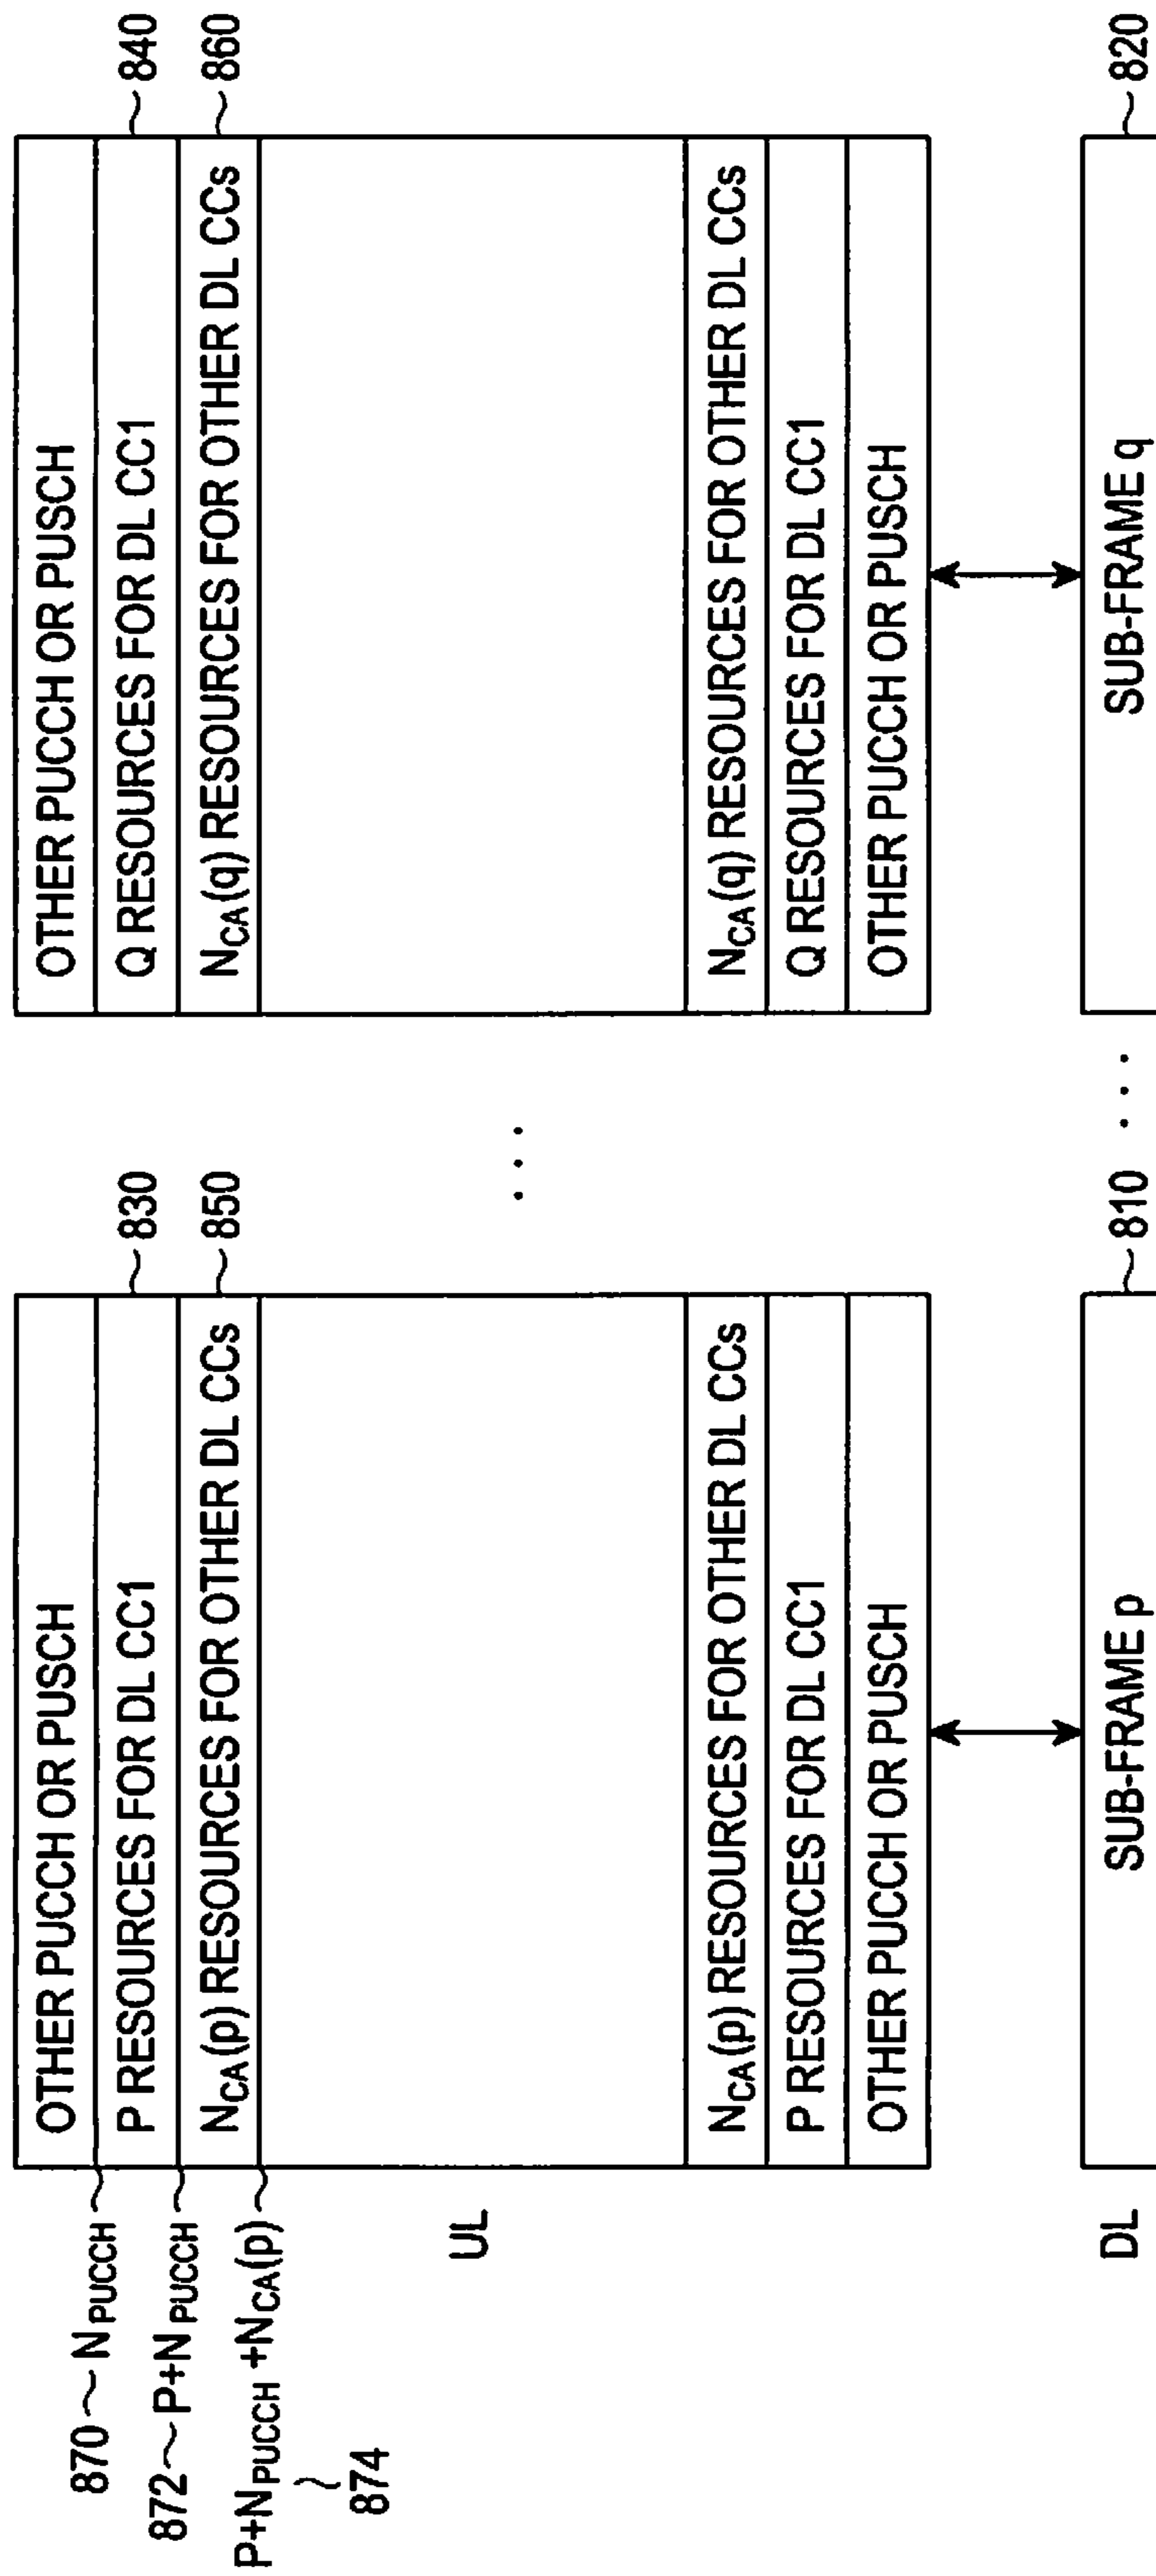 870 ~ NPUCCH
872 ~ P+NPUCCH
P+NPUCCH +NCA(p)
874
OTHER PUCCH OR PUSCH
P RESOURCES FOR DL CC1
~830
NCA(p) RESOURCES FOR OTHER DL CCs
~850
UL
NCA(p) RESOURCES FOR OTHER DL CCs
P RESOURCES FOR DL CC1
OTHER PUCCH OR PUSCH
DL
SUB-FRAME p
~810
. . .
. . .
OTHER PUCCH OR PUSCH
Q RESOURCES FOR DL CC1
~840
NCA(q) RESOURCES FOR OTHER DL CCs
~860
NCA(q) RESOURCES FOR OTHER DL CCs
Q RESOURCES FOR DL CC1
OTHER PUCCH OR PUSCH
SUB-FRAME q
~820